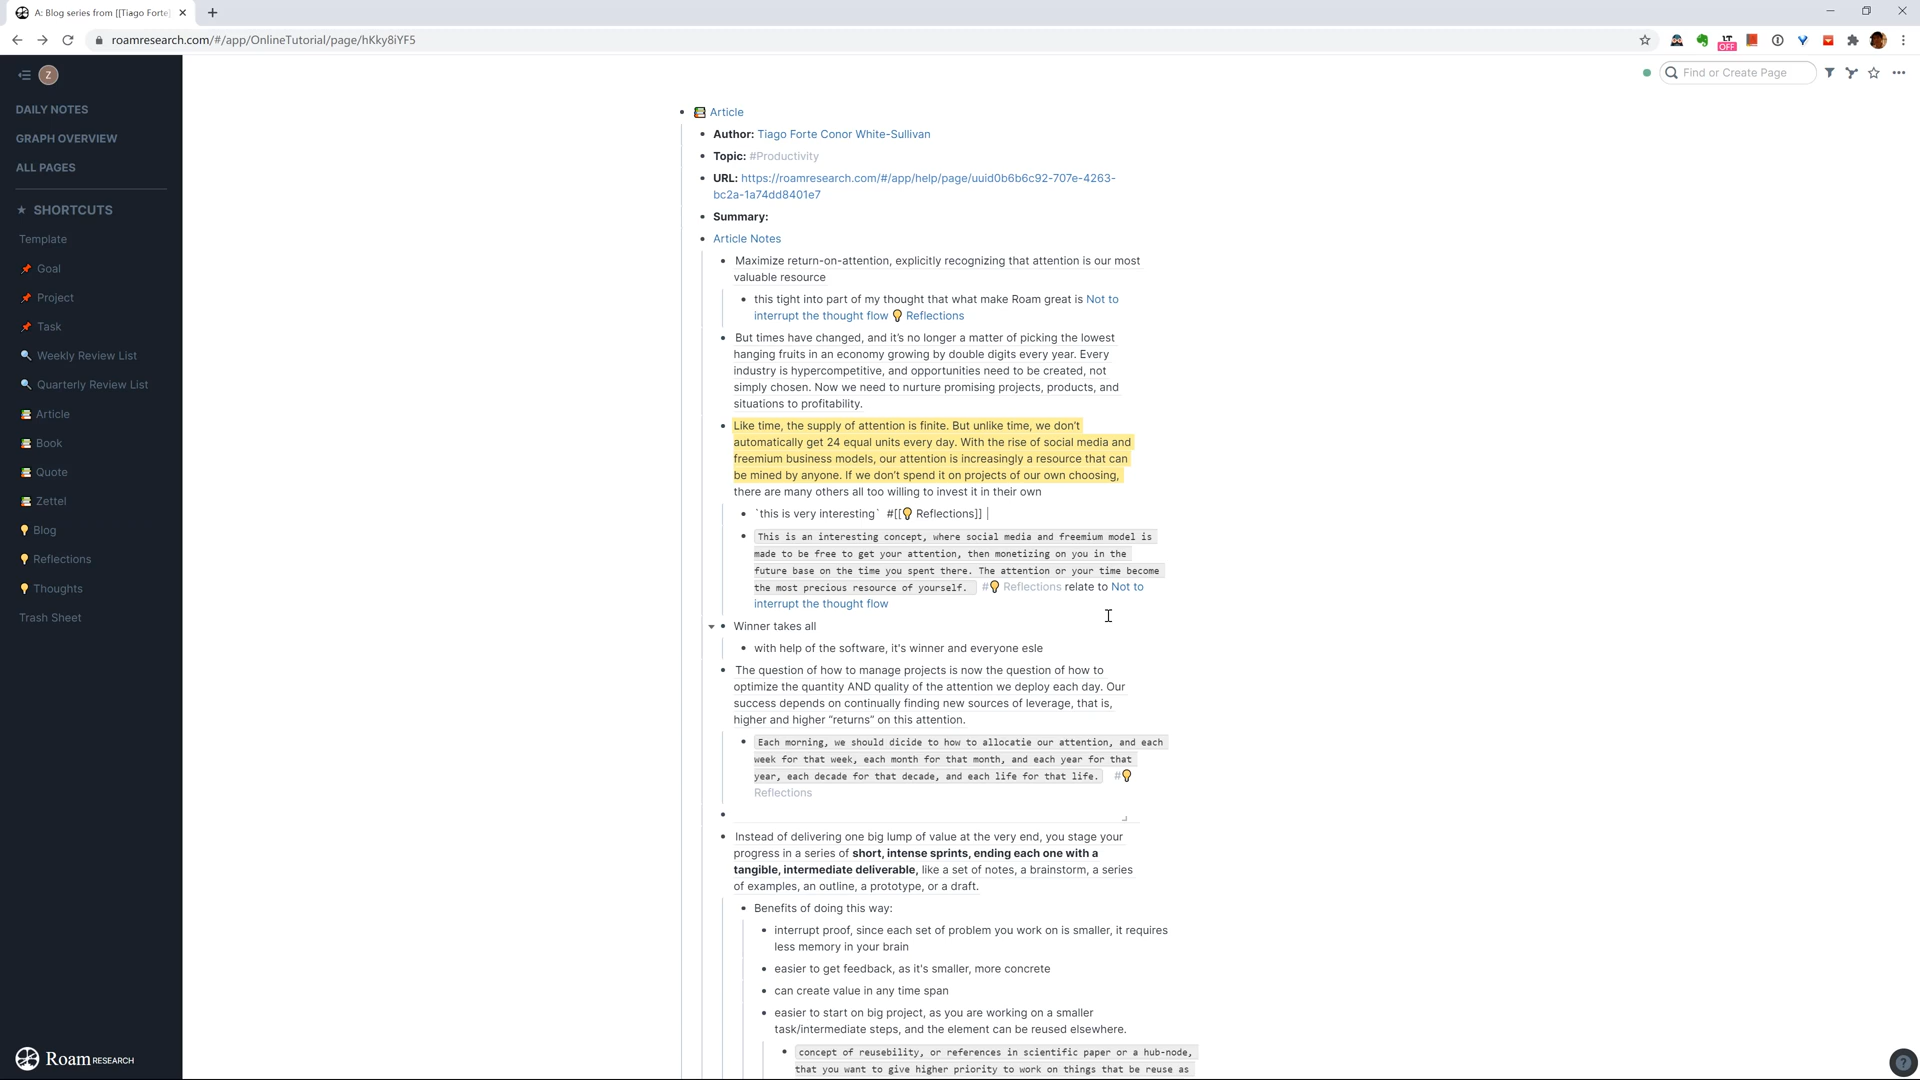 A: Blog series from [[Tiago Forte]
roamresearch.com/#/app/OnlineTutorial/page/hKky8iYF5
LT
OFF
Z
Find or Create Page
DAILY NOTES
GRAPH OVERVIEW
ALL PAGES
SHORTCUTS
Template
Goal
Project
Task
Weekly Review List
Quarterly Review List
Article
Book
Quote
Zettel
Blog
Reflections
Thoughts
Trash Sheet
Roam RESEARCH
Article
Author: Tiago Forte Conor White-Sullivan
Topic: #Productivity
URL: https://roamresearch.com/#/app/help/page/uuid0b6b6c92-707e-4263-
bc2a-1a74dd8401e7
Summary:
Article Notes
Maximize return-on-attention, explicitly recognizing that attention is our most
valuable resource
this tight into part of my thought that what make Roam great is Not to
interrupt the thought flow 💡 Reflections
But times have changed, and it's no longer a matter of picking the lowest
hanging fruits in an economy growing by double digits every year. Every
industry is hypercompetitive, and opportunities need to be created, not
simply chosen. Now we need to nurture promising projects, products, and
situations to profitability.
Like time, the supply of attention is finite. But unlike time, we don't
automatically get 24 equal units every day. With the rise of social media and
freemium business models, our attention is increasingly a resource that can
be mined by anyone. If we don't spend it on projects of our own choosing,
there are many others all too willing to invest it in their own
`this is very interesting` #[[💡 Reflections]]
This is an interesting concept, where social media and freemium model is
made to be free to get your attention, then monetizing on you in the
future base on the time you spent there. The attention or your time become
the most precious resource of yourself. #💡 Reflections relate to Not to
interrupt the thought flow
Winner takes all
with help of the software, it's winner and everyone esle
The question of how to manage projects is now the question of how to
optimize the quantity AND quality of the attention we deploy each day. Our
success depends on continually finding new sources of leverage, that is,
higher and higher “returns” on this attention.
Each morning, we should dicide to how to allocatie our attention, and each
week for that week, each month for that month, and each year for that
year, each decade for that decade, and each life for that life. #💡
Reflections
Instead of delivering one big lump of value at the very end, you stage your
progress in a series of short, intense sprints, ending each one with a
tangible, intermediate deliverable, like a set of notes, a brainstorm, a series
of examples, an outline, a prototype, or a draft.
Benefits of doing this way:
interrupt proof, since each set of problem you work on is smaller, it requires
less memory in your brain
easier to get feedback, as it's smaller, more concrete
can create value in any time span
easier to start on big project, as you are working on a smaller
task/intermediate steps, and the element can be reused elsewhere.
concept of reusebility, or references in scientific paper or a hub-node,
that you want to give higher priority to work on things that be reuse as
?